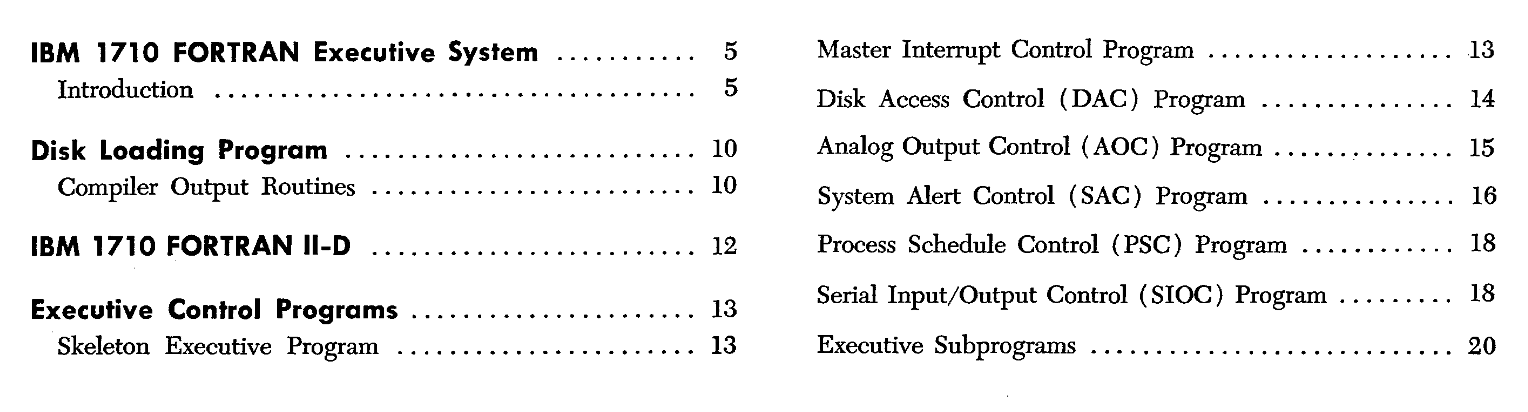 IBM 1710 FORTRAN Executive System ........... 5
Introduction ..................................... 5
Disk Loading Program ........................... 10
Compiler Output Routines ......................... 10
IBM 1710 FORTRAN II-D ......................... 12
Executive Control Programs ...................... 13
Skeleton Executive Program ....................... 13
Master Interrupt Control Program ................... 13
Disk Access Control (DAC) Program ............... 14
Analog Output Control (AOC) Program .............. 15
System Alert Control (SAC) Program ............... 16
Process Schedule Control (PSC) Program ............ 18
Serial Input/Output Control (SIOC) Program ......... 18
Executive Subprograms ............................ 20